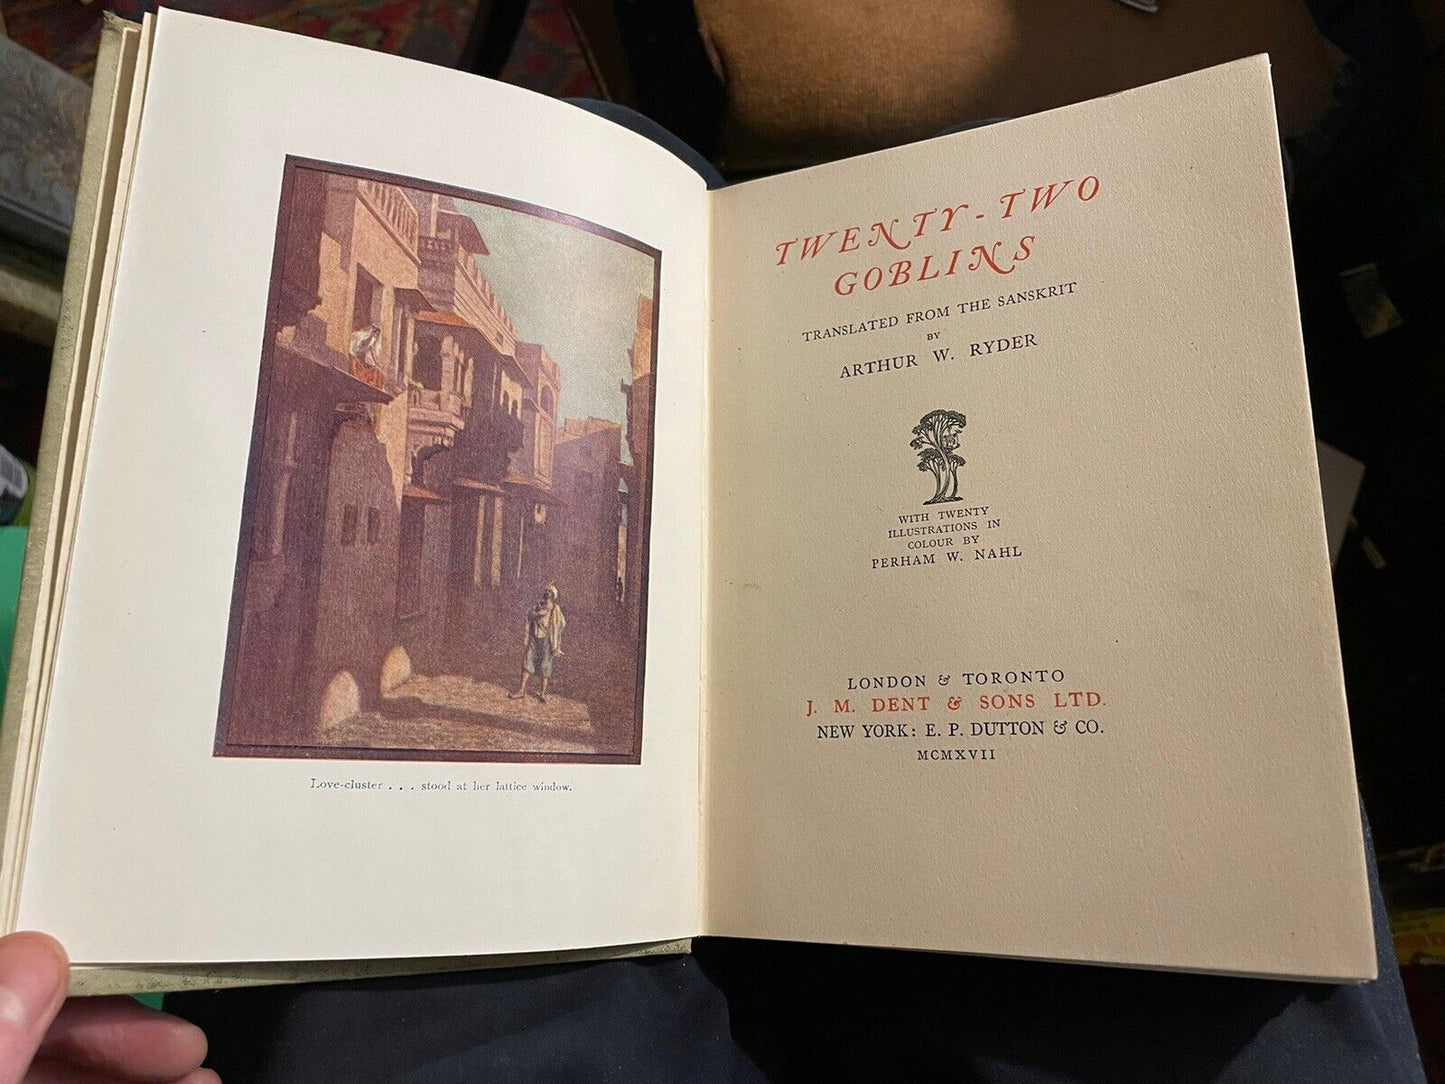 Love-cluster . . . stood at her lattice window.
TWENTY-TWO
GOBLINS
TRANSLATED FROM THE SANSKRIT
BY
ARTHUR W. RYDER
WITH TWENTY
ILLUSTRATIONS IN
COLOUR BY
PERHAM W. NAHL
LONDON & TORONTO
J. M. DENT & SONS LTD.
NEW YORK: E. P. DUTTON & CO.
MCMXVII